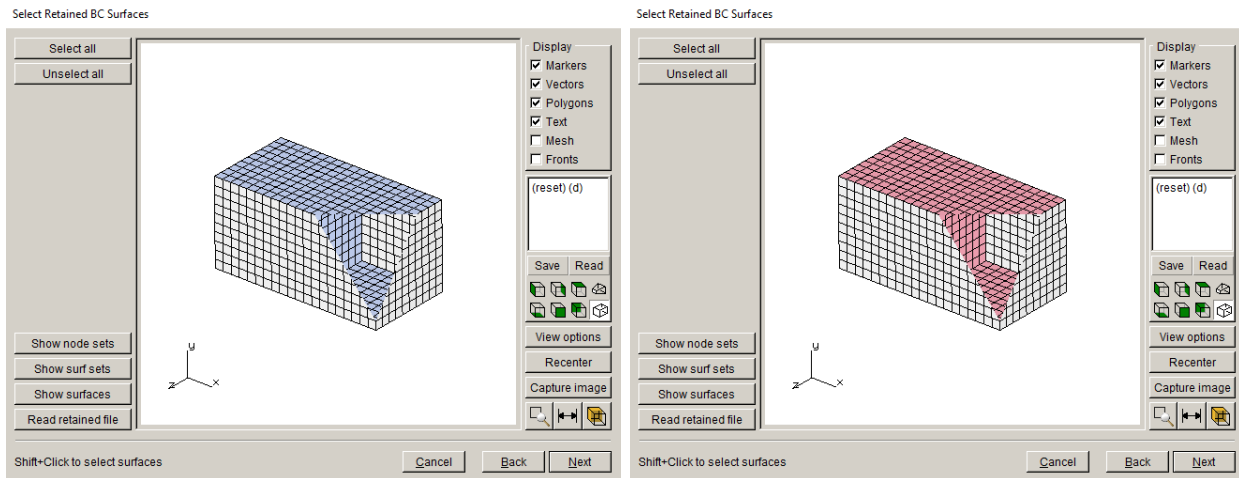 Select Retained BC Surfaces
Select all
Unselect all
Show node sets
Show surf sets
Show surfaces
Read retained file
y
z
x
Display
Markers
Vectors
Polygons
Text
Mesh
Fronts
(reset) (d)
Save Read
View options
Recenter
Capture image
Shift+Click to select surfaces
Cancel Back Next
Select Retained BC Surfaces
Select all
Unselect all
Show node sets
Show surf sets
Show surfaces
Read retained file
y
z
x
Display
Markers
Vectors
Polygons
Text
Mesh
Fronts
(reset) (d)
Save Read
View options
Recenter
Capture image
Shift+Click to select surfaces
Cancel Back Next